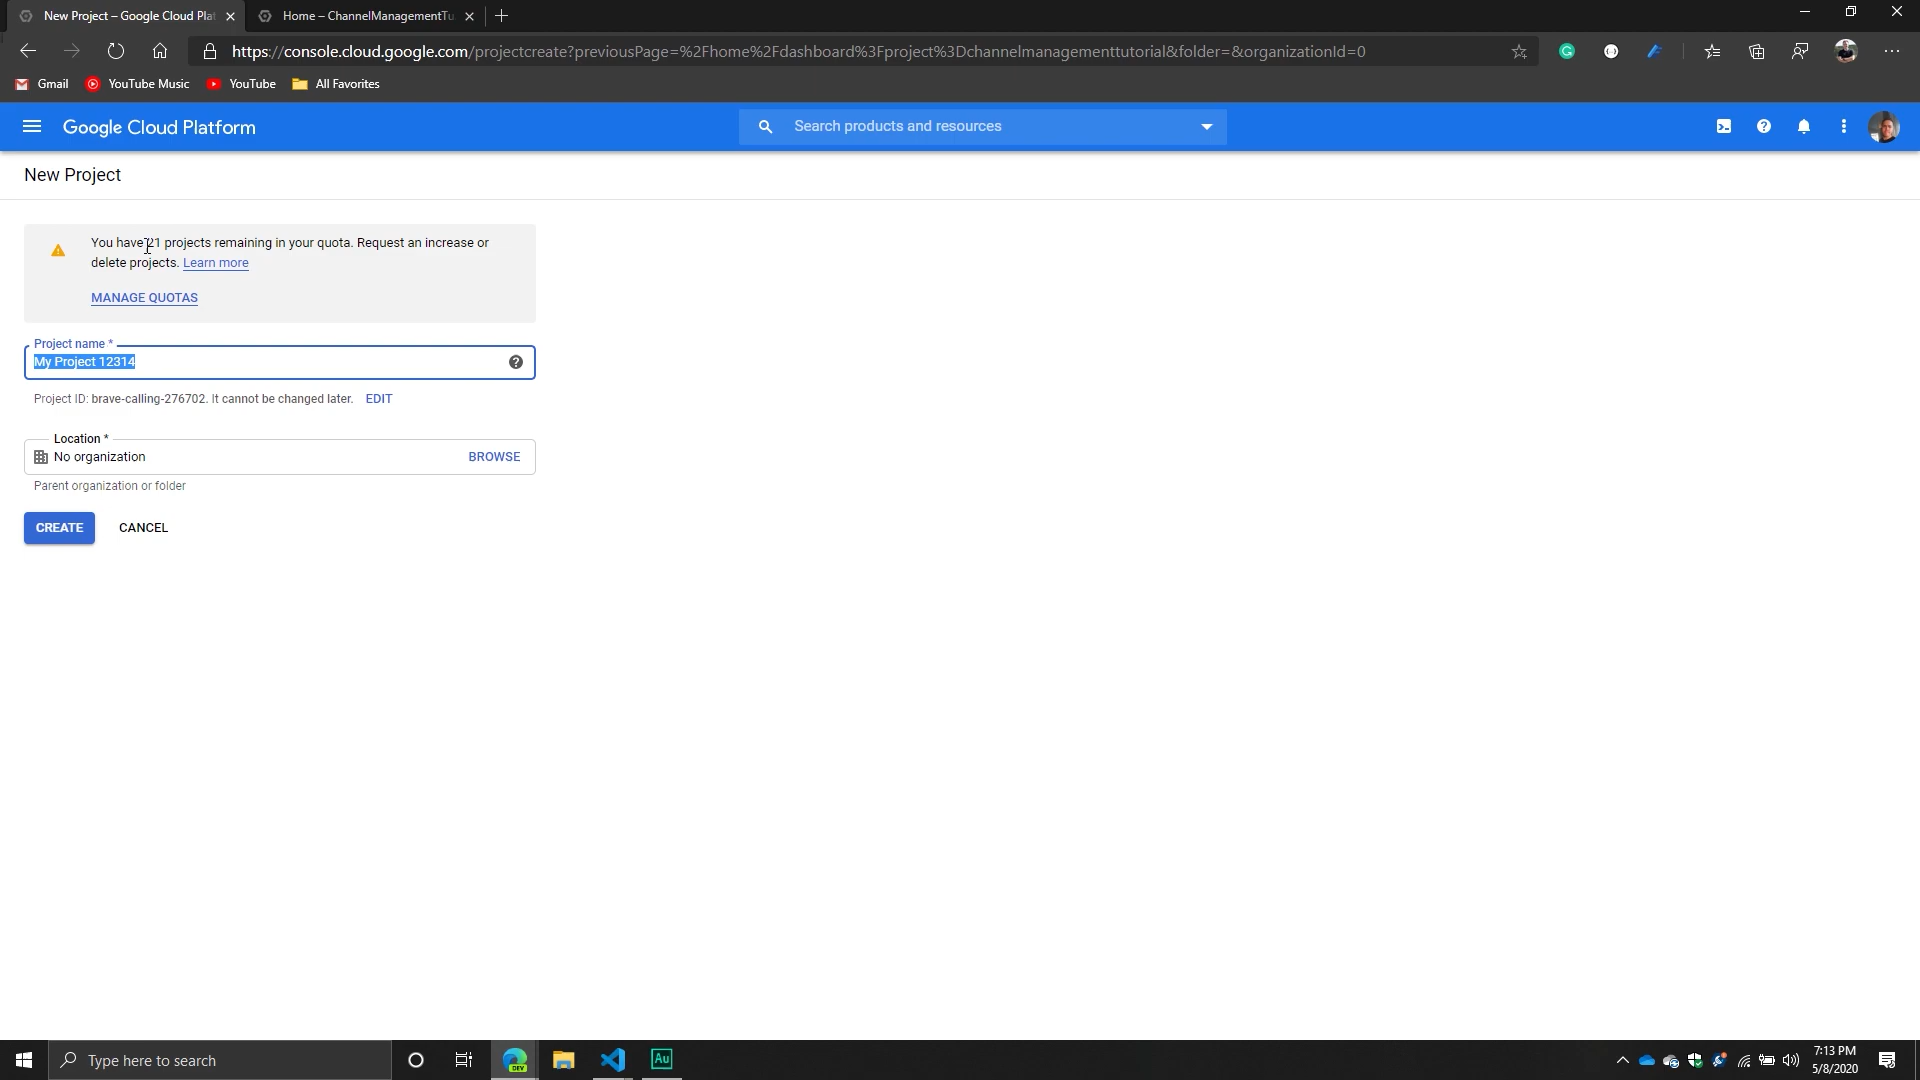 New Project – Google Cloud Plat
Home – ChannelManagementTu
https://console.cloud.google.com/projectcreate?previousPage=%2Fhome%2Fdashboard%3Fproject%3Dchannelmanagementtutorial&folder=&organizationId=0
Gmail YouTube Music YouTube All Favorites
Google Cloud Platform
Search products and resources
New Project
You have 21 projects remaining in your quota. Request an increase or
delete projects. Learn more
MANAGE QUOTAS
Project name *
My Project 12314
Project ID: brave-calling-276702. It cannot be changed later. EDIT
Location *
No organization BROWSE
Parent organization or folder
CREATE CANCEL
Type here to search
DEV
Au
7:13 PM
5/8/2020